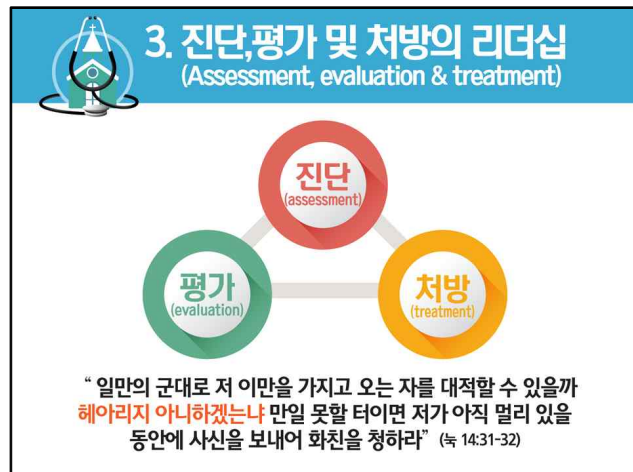 3. 진단,평가 및 처방의 리더십
(Assessment, evaluation & treatment)
진단
(assessment)
평가
(evaluation)
처방
(treatment)
“ 일만의 군대로 저 이만을 가지고 오는 자를 대적할 수 있을까
헤아리지 아니하겠는냐 만일 못할 터이면 저가 아직 멀리 있을
동안에 사신을 보내어 화친을 청하라” (눅 14:31-32)